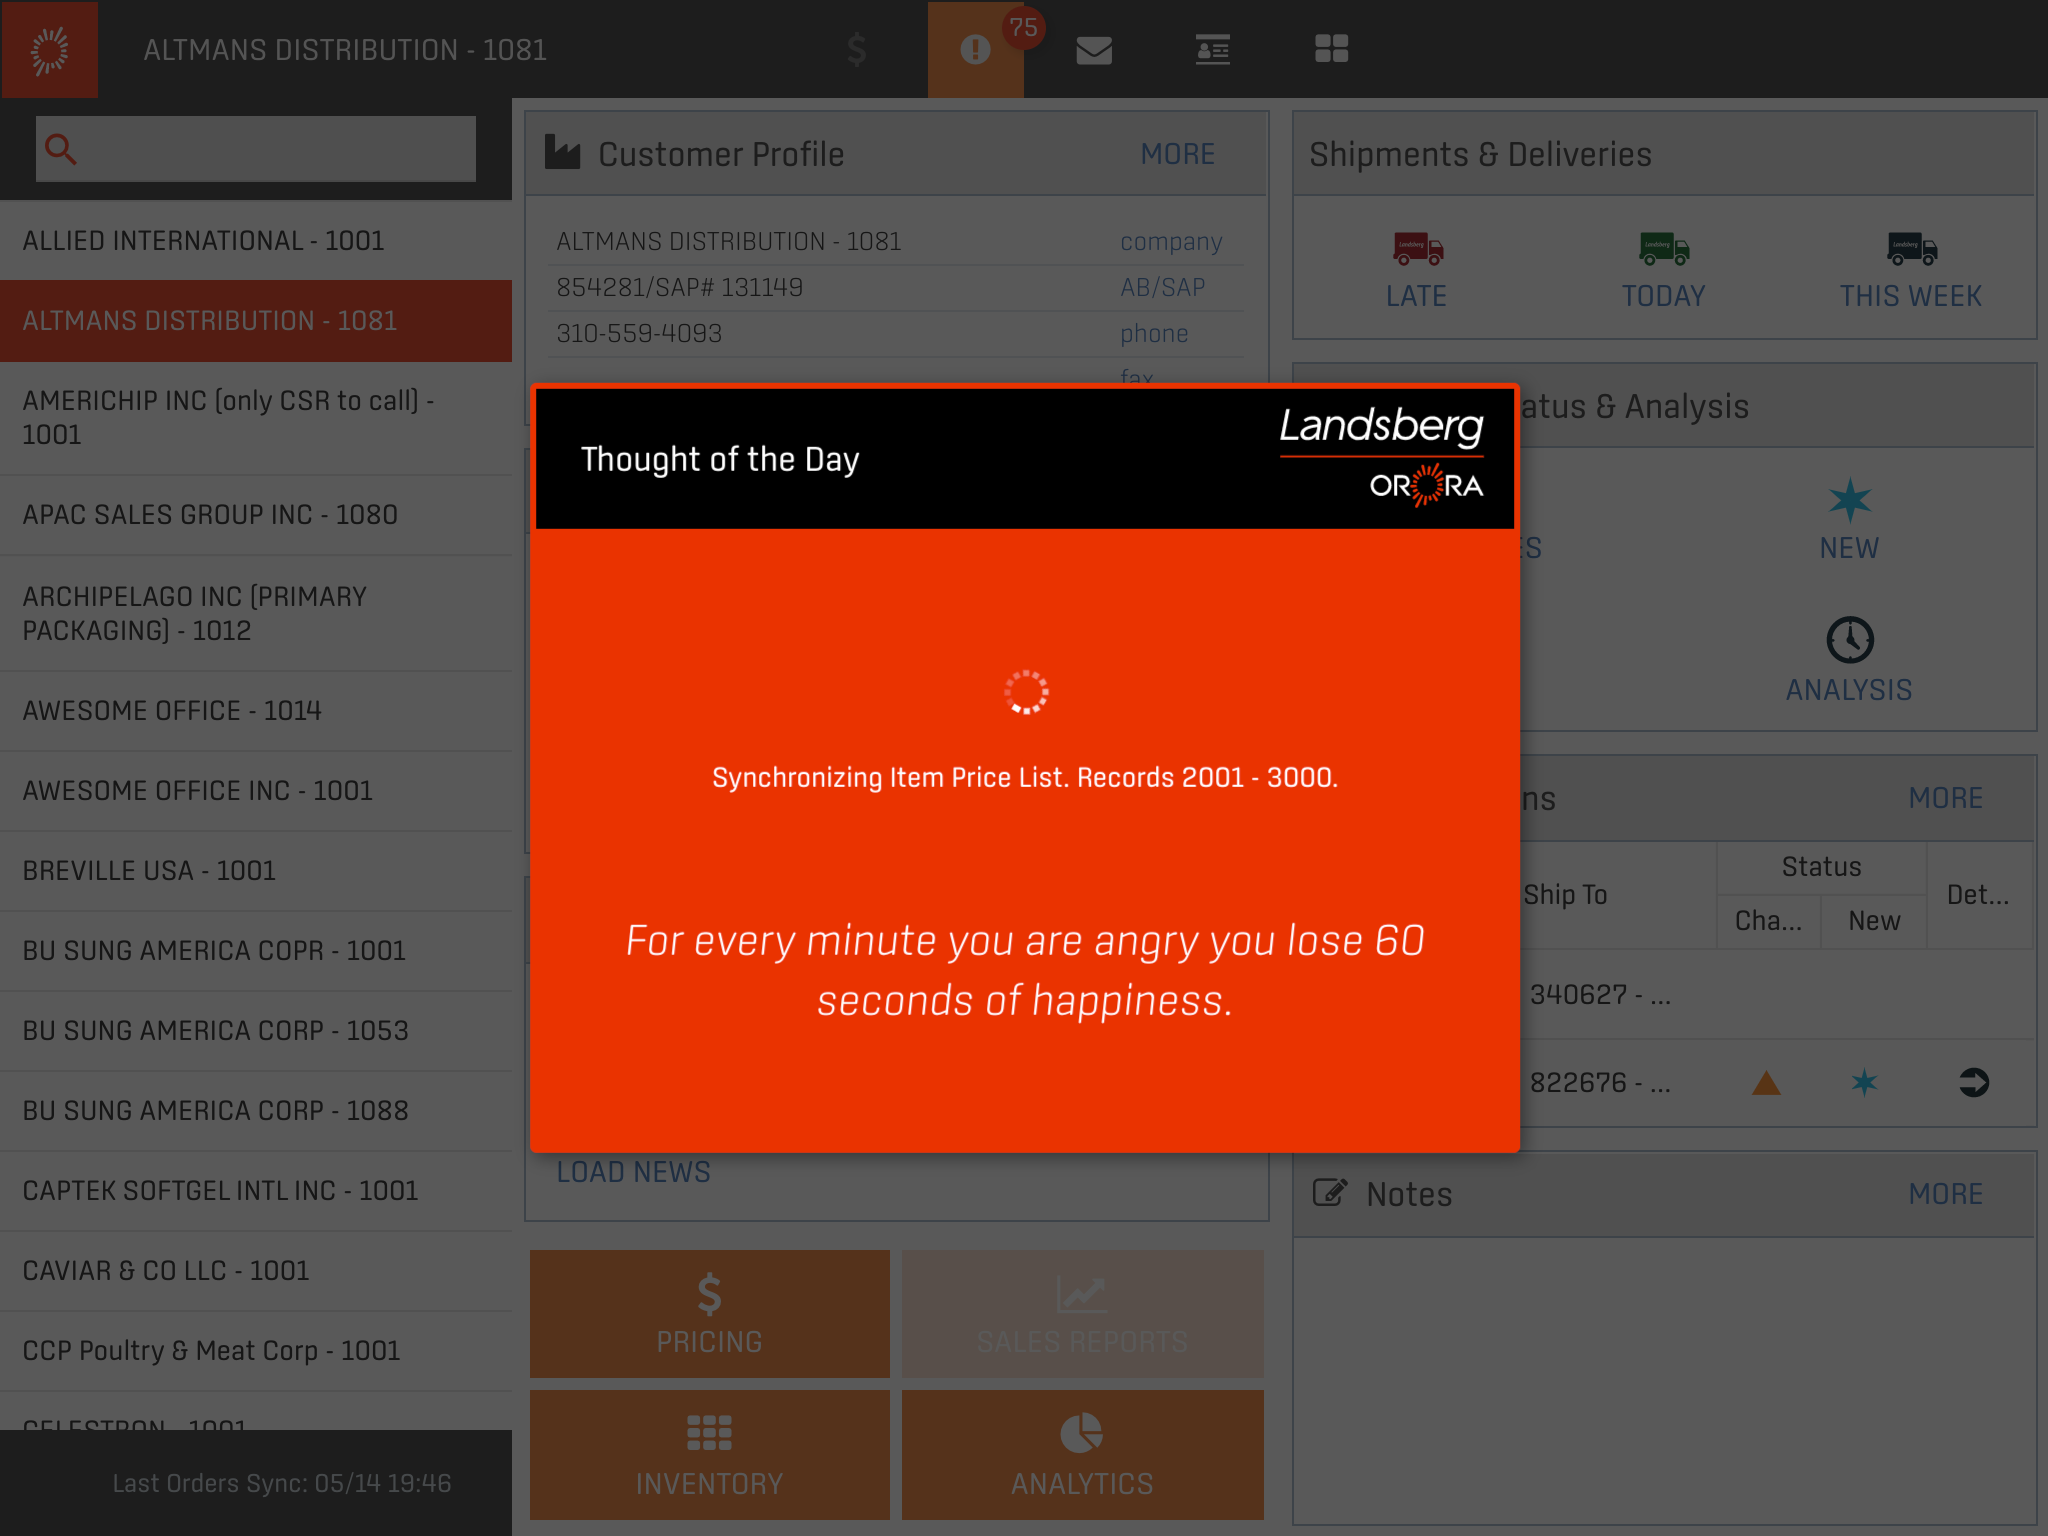 ALTMANS DISTRIBUTION - 1081
75
ALLIED INTERNATIONAL - 1001
ALTMANS DISTRIBUTION - 1081
AMERICHIP INC (only CSR to call) -
1001
APAC SALES GROUP INC - 1080
ARCHIPELAGO INC (PRIMARY
PACKAGING) - 1012
AWESOME OFFICE - 1014
AWESOME OFFICE INC - 1001
BREVILLE USA - 1001
BU SUNG AMERICA COPR - 1001
BU SUNG AMERICA CORP - 1053
BU SUNG AMERICA CORP - 1088
CAPTEK SOFTGEL INTL INC - 1001
CAVIAR & CO LLC - 1001
CCP Poultry & Meat Corp - 1001
CELESTRON - 1001
Last Orders Sync: 05/14 19:46
Customer Profile MORE
ALTMANS DISTRIBUTION - 1081 company
854281/SAP# 131149 AB/SAP
310-559-4093 phone
fax
Thought of the Day
Landsberg
ORORA
Synchronizing Item Price List. Records 2001 - 3000.
For every minute you are angry you lose 60
seconds of happiness.
LOAD NEWS
PRICING
SALES REPORTS
INVENTORY
ANALYTICS
Shipments & Deliveries
Landsberg Landsberg Landsberg
LATE TODAY THIS WEEK
atus & Analysis
ES NEW
ANALYSIS
ns MORE
Ship To Status Det...
Cha... New
340627 - ...
822676 - ...
Notes MORE